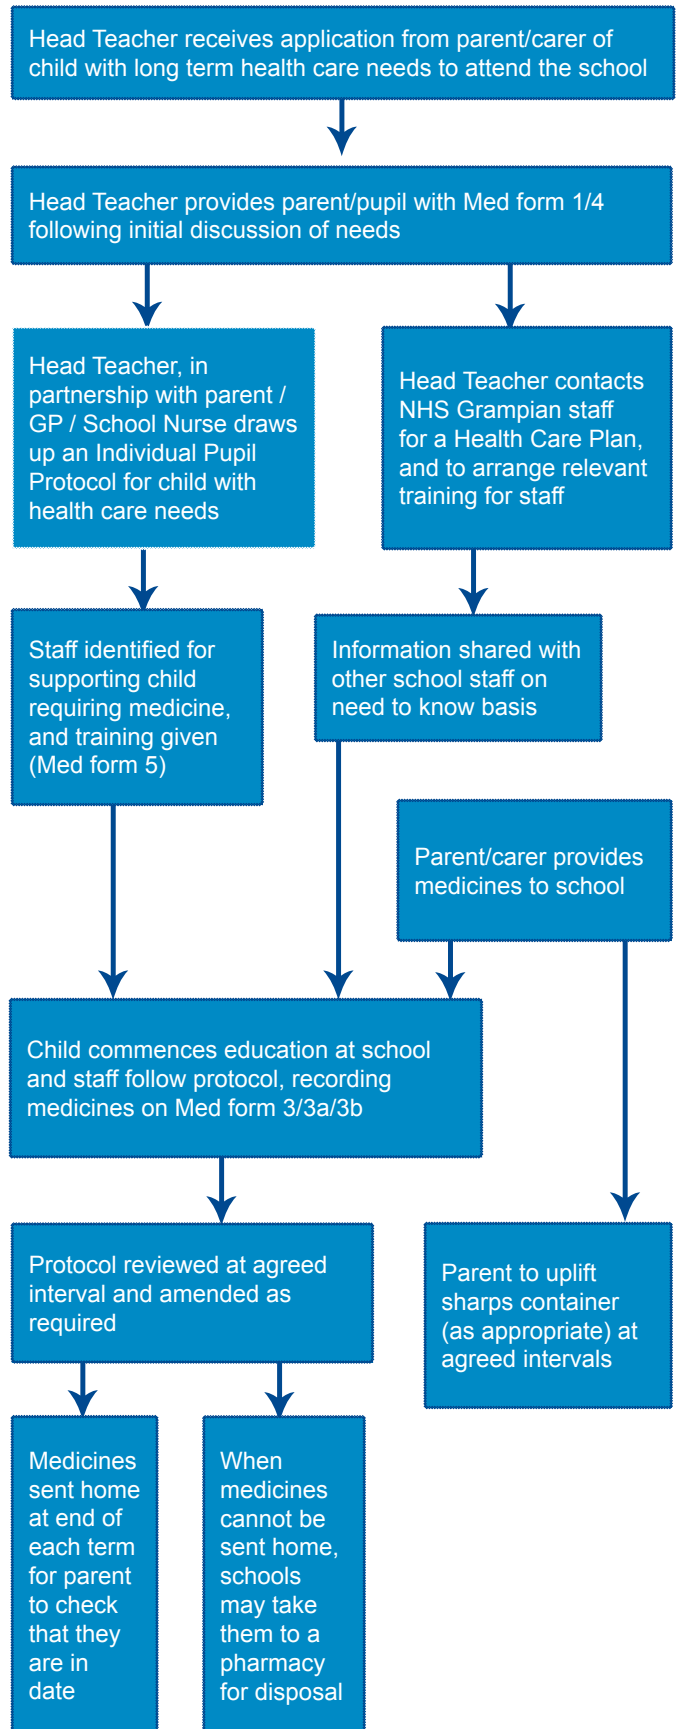 Head Teacher receives application from parent/carer of
child with long term health care needs to attend the school
Head Teacher provides parent/pupil with Med form 1/4
following initial discussion of needs
Head Teacher, in
partnership with parent /
GP / School Nurse draws
up an Individual Pupil
Protocol for child with
health care needs
Head Teacher contacts
NHS Grampian staff
for a Health Care Plan,
and to arrange relevant
training for staff
Staff identified for
supporting child
requiring medicine,
and training given
(Med form 5)
Information shared with
other school staff on
need to know basis
Parent/carer provides
medicines to school
Child commences education at school
and staff follow protocol, recording
medicines on Med form 3/3a/3b
Protocol reviewed at agreed
interval and amended as
required
Parent to uplift
sharps container
(as appropriate) at
agreed intervals
Medicines
sent home
at end of
each term
for parent
to check
that they
are in
date
When
medicines
cannot be
sent home,
schools
may take
them to a
pharmacy
for disposal